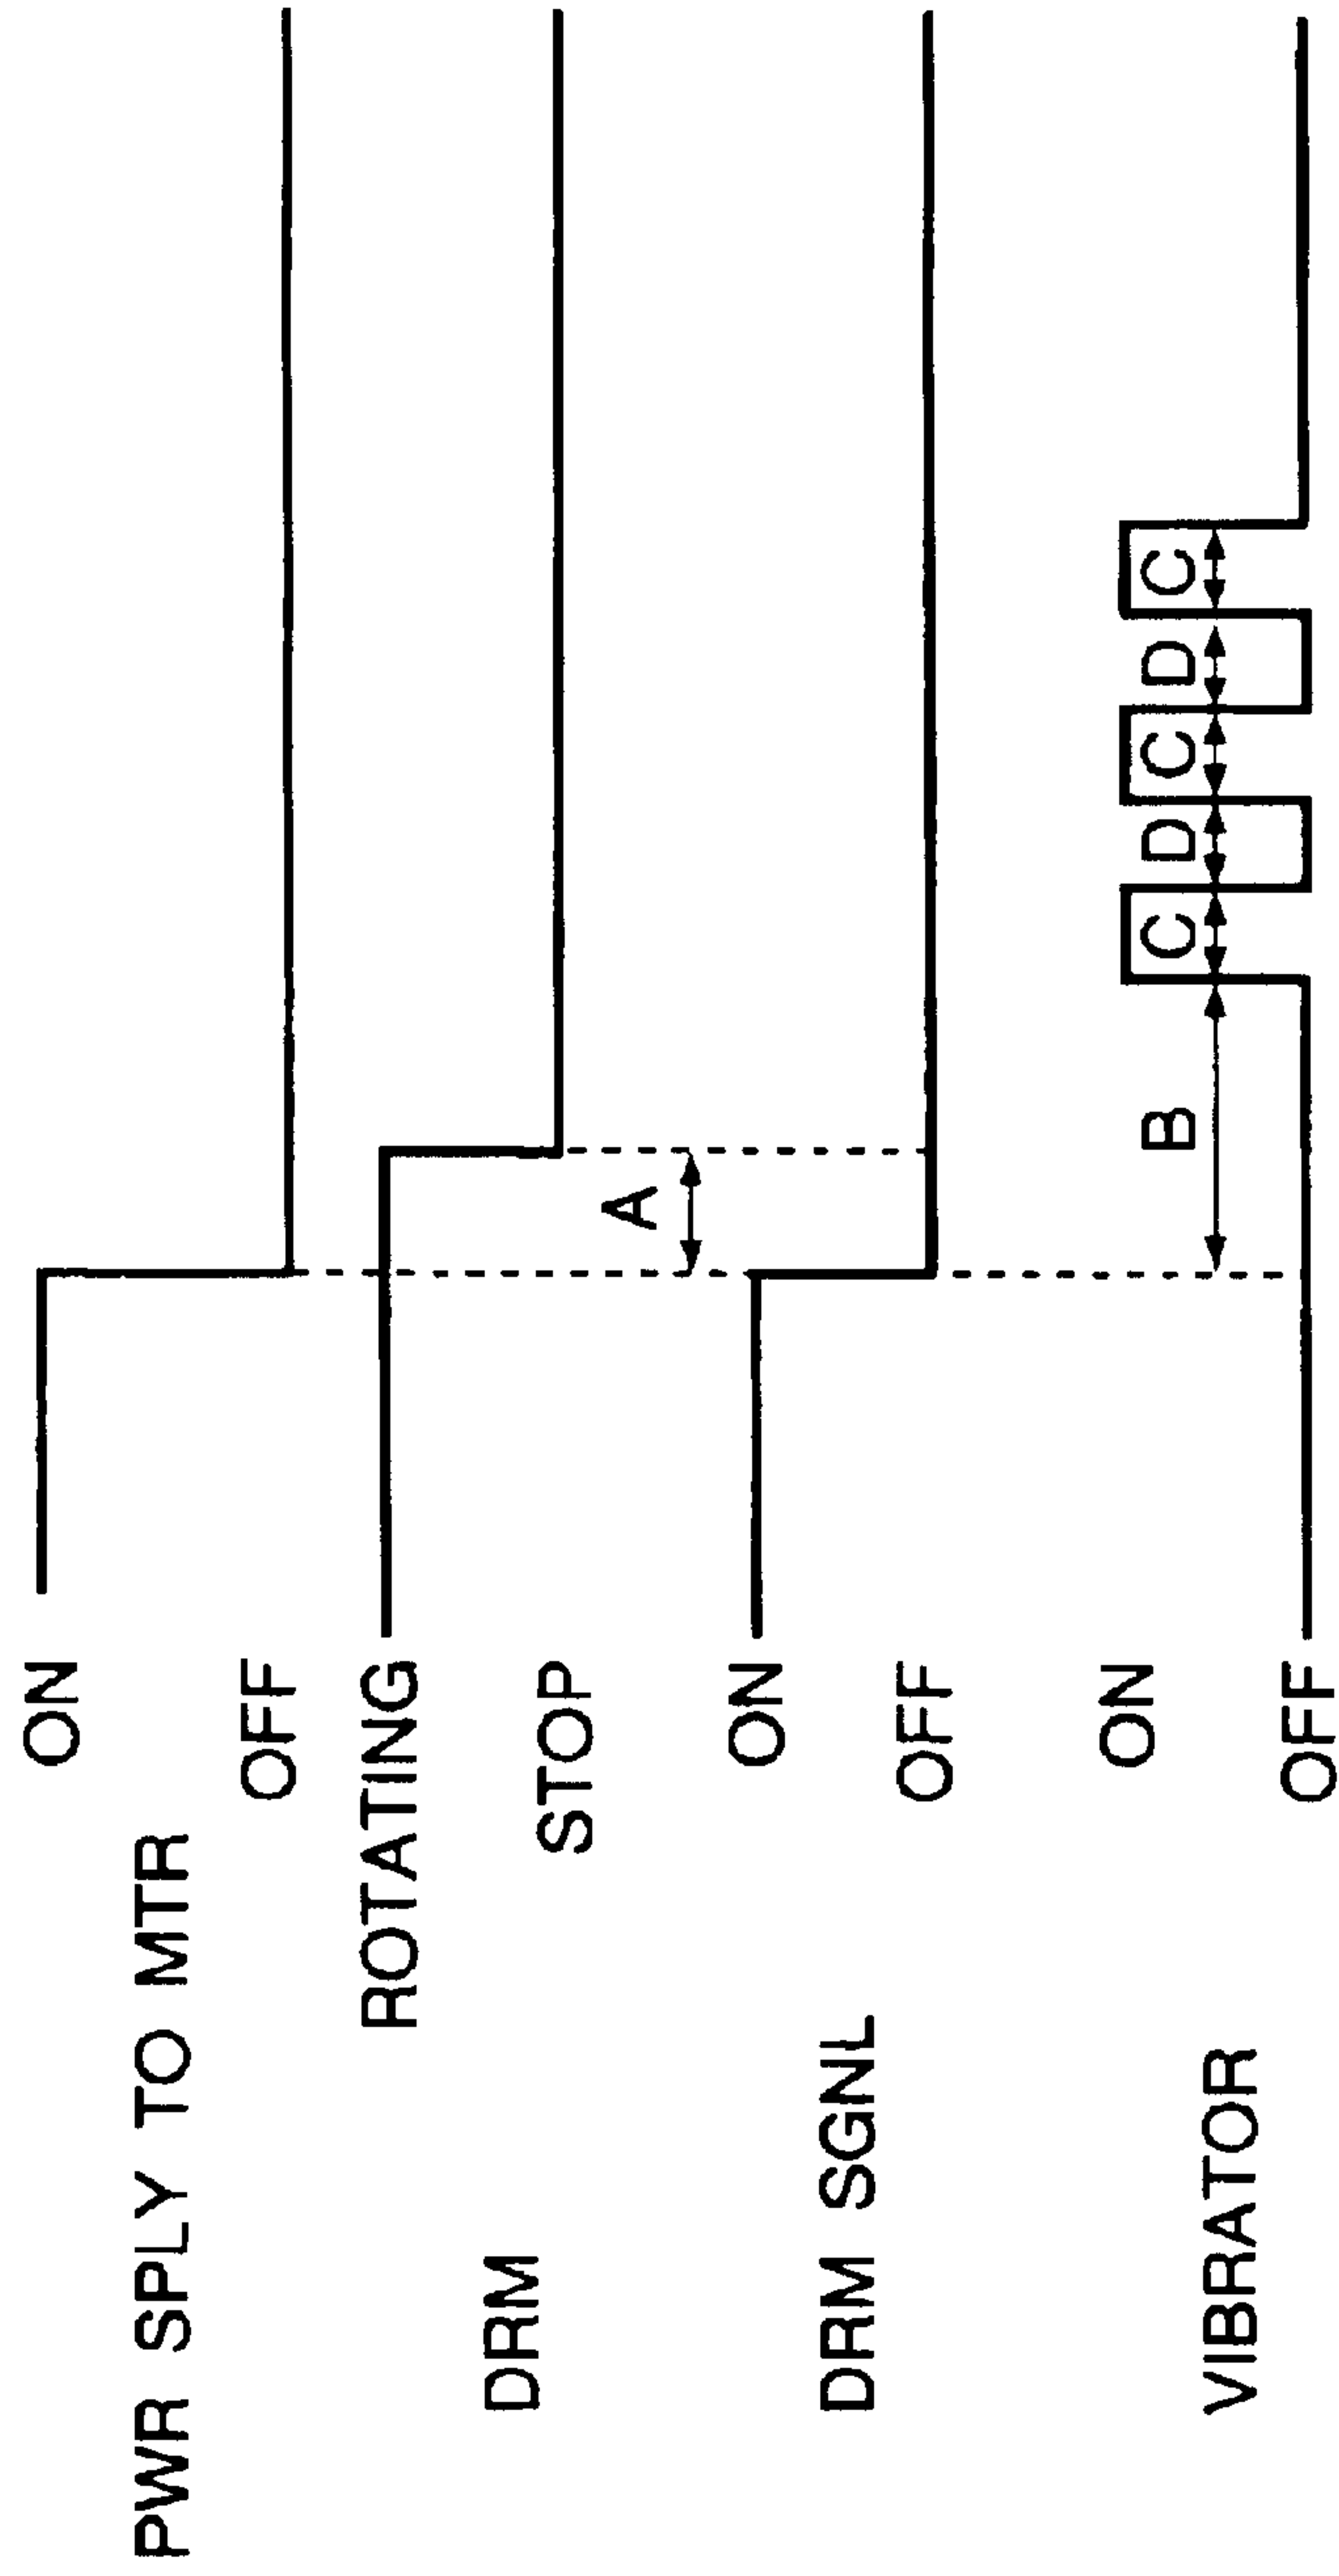 PWR SPLY TO MTR
ON
OFF
DRM
ROTATING
STOP
A
DRM SGNL
ON
OFF
VIBRATOR
ON
OFF
B
C
D
C
D
C